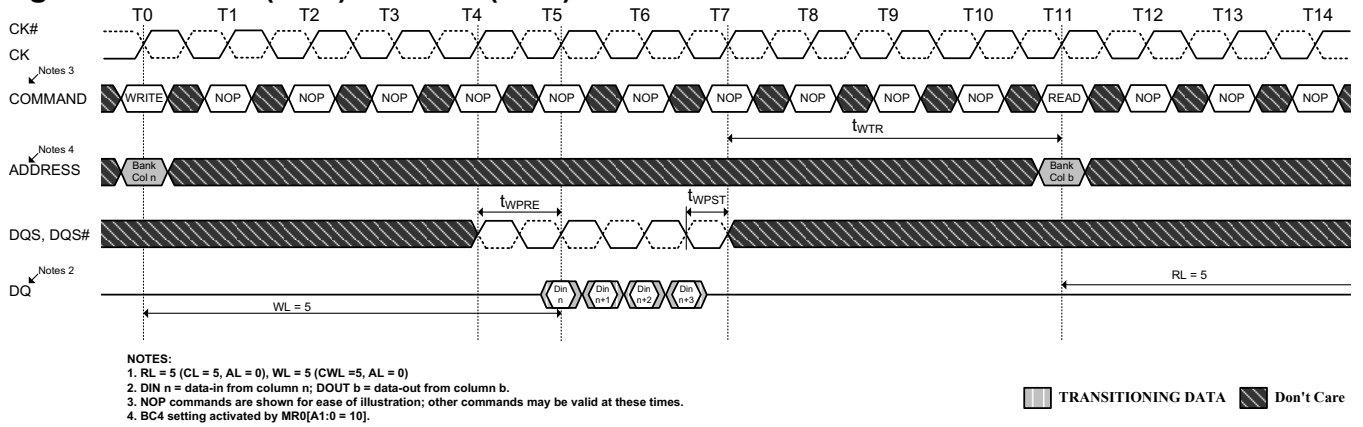 T0 T1 T2 T3 T4 T5 T6 T7 T8 T9 T10 T11 T12 T13 T14
CK#
CK
Notes 3
COMMAND WRITE NOP NOP NOP NOP NOP NOP NOP NOP NOP NOP READ NOP NOP NOP
tWTR
Notes 4
ADDRESS
Bank Bank
Col n Col b
tWPRE tWPST
DQS, DQS#
Notes 2
DQ
Din Din Din Din
n n+1 n+2 n+3
RL = 5
WL = 5
NOTES:
1. RL = 5 (CL = 5, AL = 0), WL = 5 (CWL =5, AL = 0)
2. DIN n = data-in from column n; DOUT b = data-out from column b.
3. NOP commands are shown for ease of illustration; other commands may be valid at these times.
4. BC4 setting activated by MR0[A1:0 = 10].
TRANSITIONING DATA Don't Care